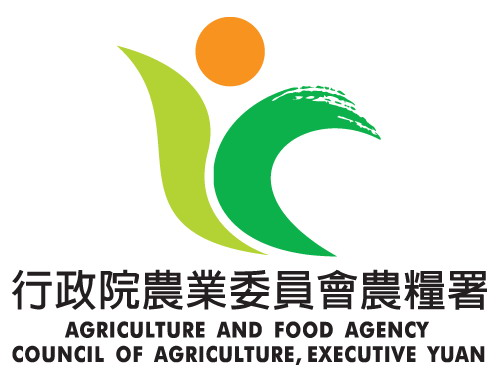 行政院農業委員會農糧署
AGRICULTURE AND FOOD AGENCY
COUNCIL OF AGRICULTURE, EXECUTIVE YUAN